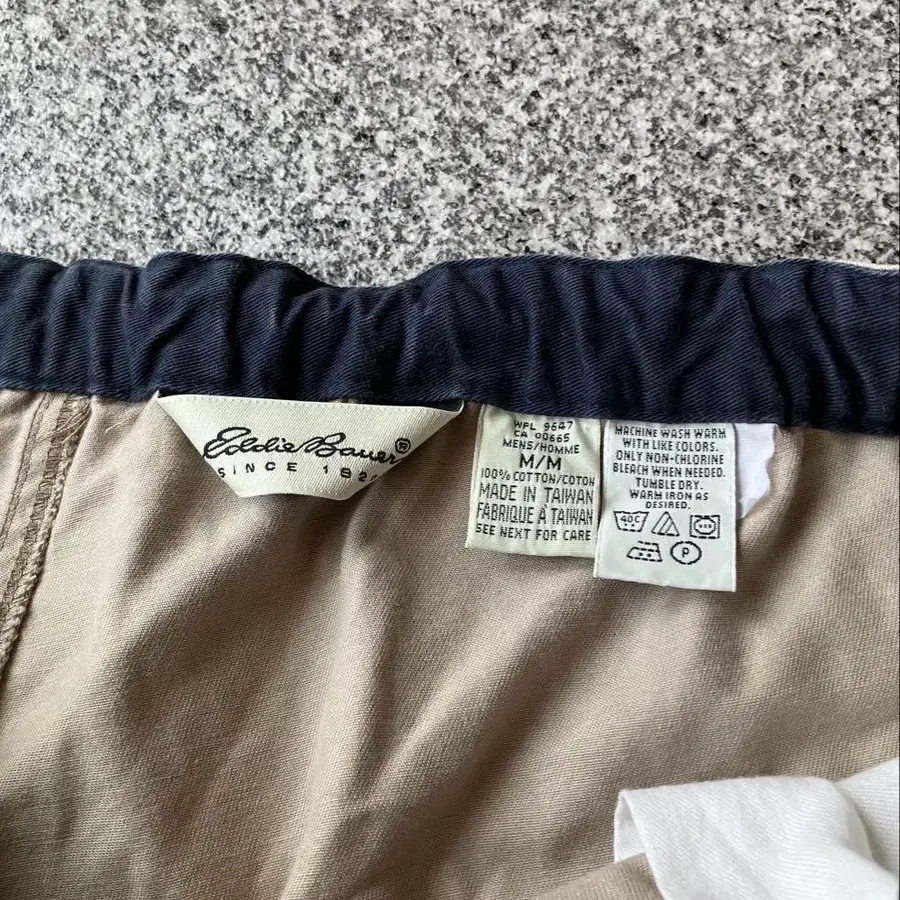 Eddie Bauer®
SINCE 1920
WPL 9647
CA 00665
MENS/HOMME
M/M
100% COTTON/COTON
MADE IN TAIWAN
FABRIQUE À TAIWAN
SEE NEXT FOR CARE
MACHINE WASH WARM
WITH LIKE COLORS.
ONLY NON-CHLORINE
BLEACH WHEN NEEDED.
TUMBLE DRY.
WARM IRON AS
DESIRED.
40C
P